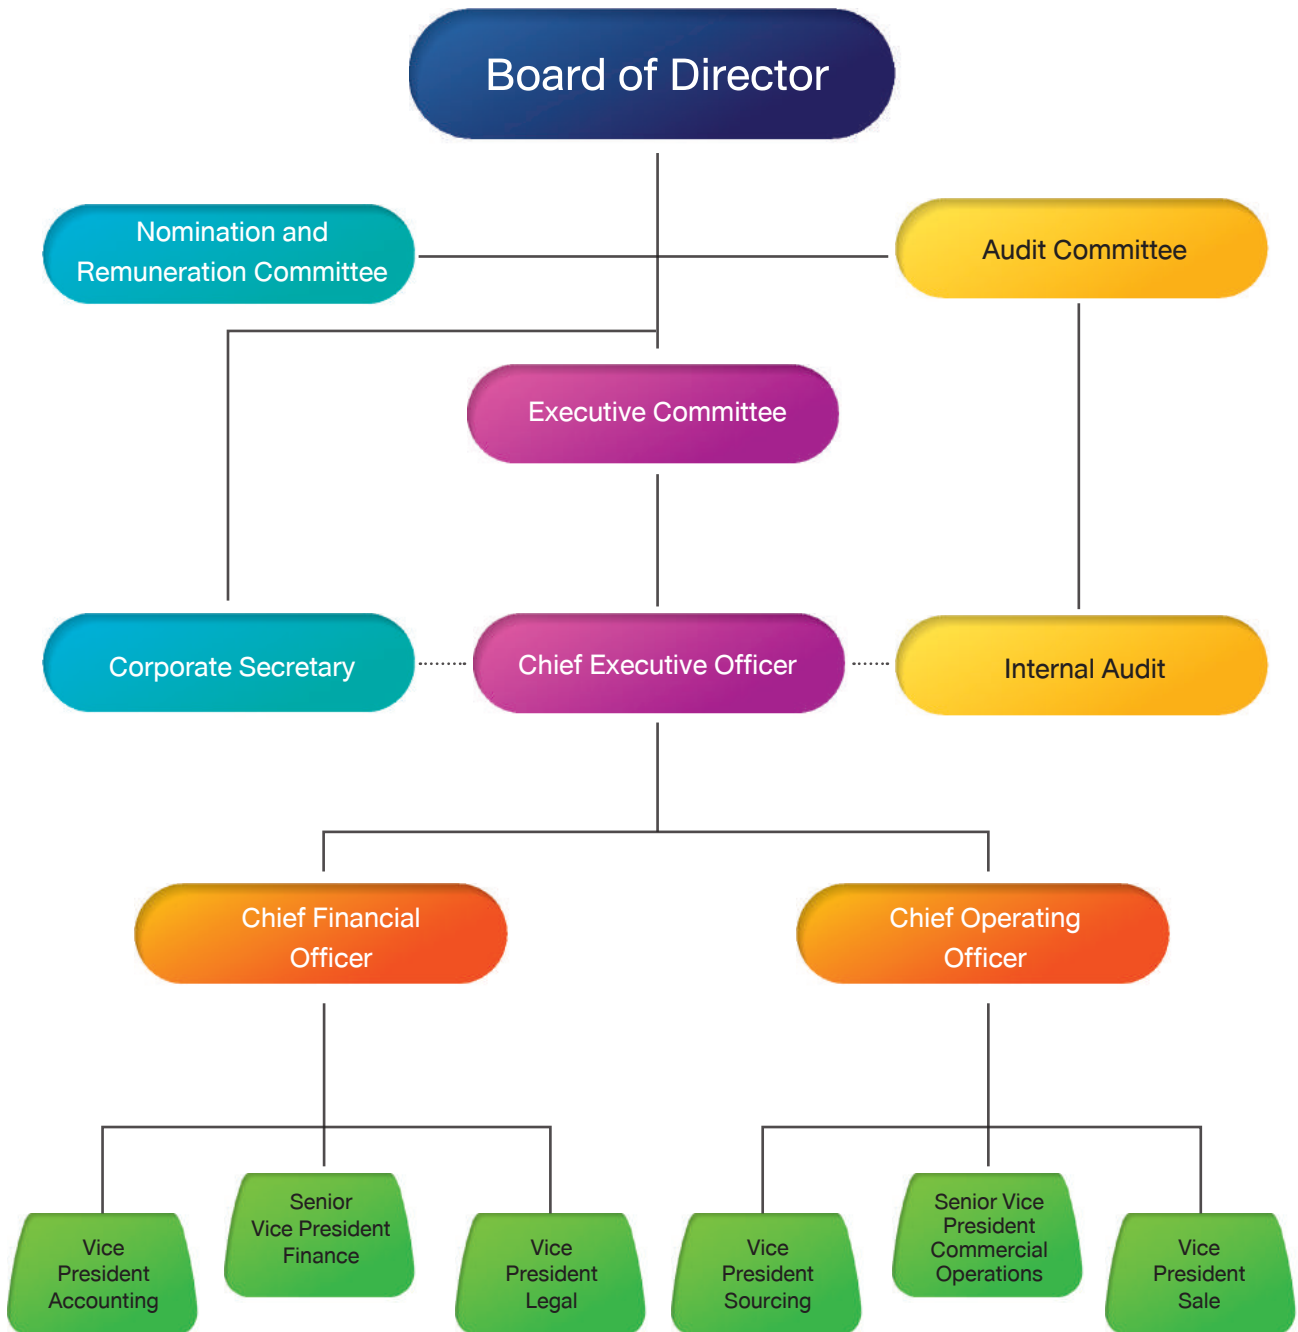 Board of Director
Nomination and
Remuneration Committee
Audit Committee
Executive Committee
Corporate Secretary
Chief Executive Officer
Internal Audit
Chief Financial
Officer
Chief Operating
Officer
Vice
President
Accounting
Senior
Vice President
Finance
Vice
President
Legal
Vice
President
Sourcing
Senior Vice
President
Commercial
Operations
Vice
President
Sale